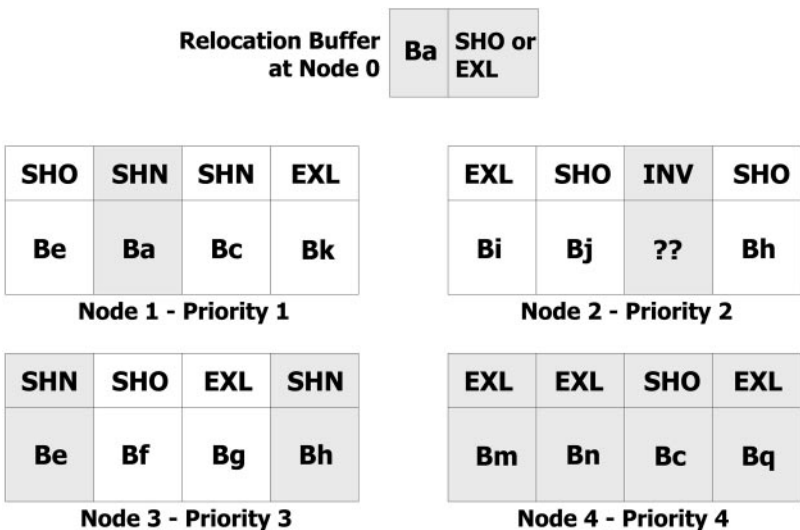 Relocation Buffer
at Node 0
Ba
SHO or
EXL
SHO SHN SHN EXL
Be Ba Bc Bk
Node 1 - Priority 1
EXL SHO INV SHO
Bi Bj ?? Bh
Node 2 - Priority 2
SHN SHO EXL SHN
Be Bf Bg Bh
Node 3 - Priority 3
EXL EXL SHO EXL
Bm Bn Bc Bq
Node 4 - Priority 4